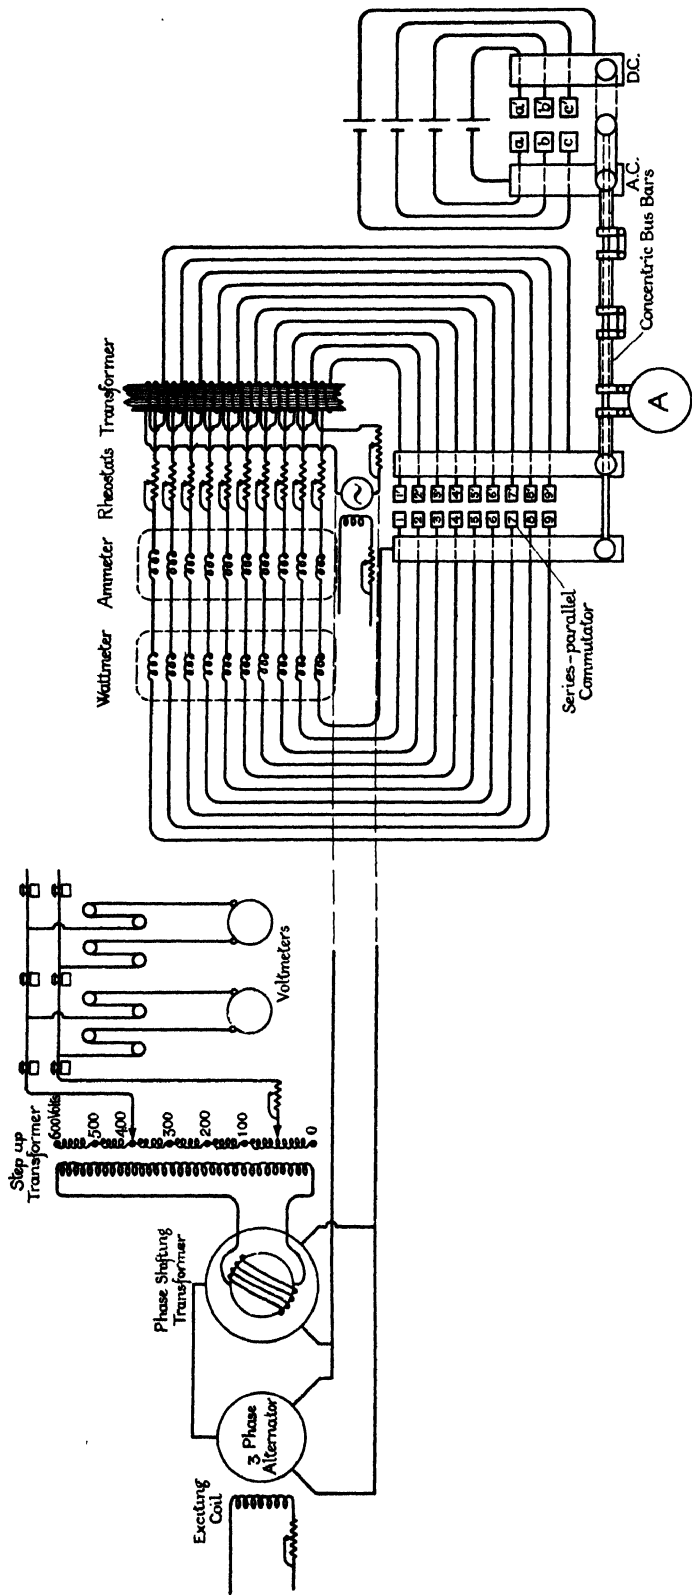 Exciting
Coil
3 Phase
Alternator
Phase Shifting
Transformer
Step up
Transformer
600 Volts
500
400
300
200
100
0
Voltmeters
Wattmeter
Ammeter
Rheostats
Transformer
1 1'
2 2'
3 3'
4 4'
5 5'
6 6'
7 7'
8 8'
9 9'
Series-parallel
Commutator
A
Concentric Bus Bars
a a'
b b'
c c'
A.C.
D.C.